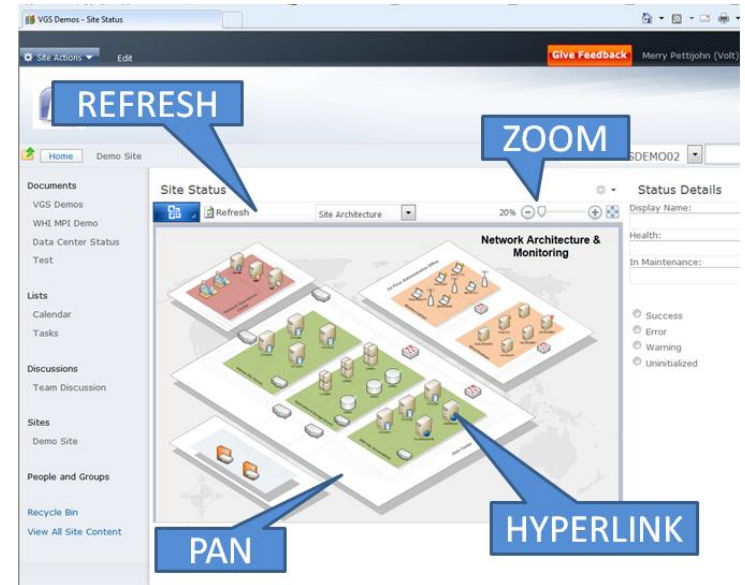 VGS Demos - Site Status
Site Actions
Edit
Give Feedback
Merry Pettijohn (Volt)
REFRESH
ZOOM
Home
Demo Site
SDEMO02
Documents
VGS Demos
WHI MPI Demo
Data Center Status
Test
Lists
Calendar
Tasks
Discussions
Team Discussion
Sites
Demo Site
People and Groups
Recycle Bin
View All Site Content
Site Status
Refresh
Site Architecture
20%
Network Architecture &
Monitoring
Data Center
PAN
HYPERLINK
Status Details
Display Name:
Health:
In Maintenance:
Success
Error
Warning
Uninitialized